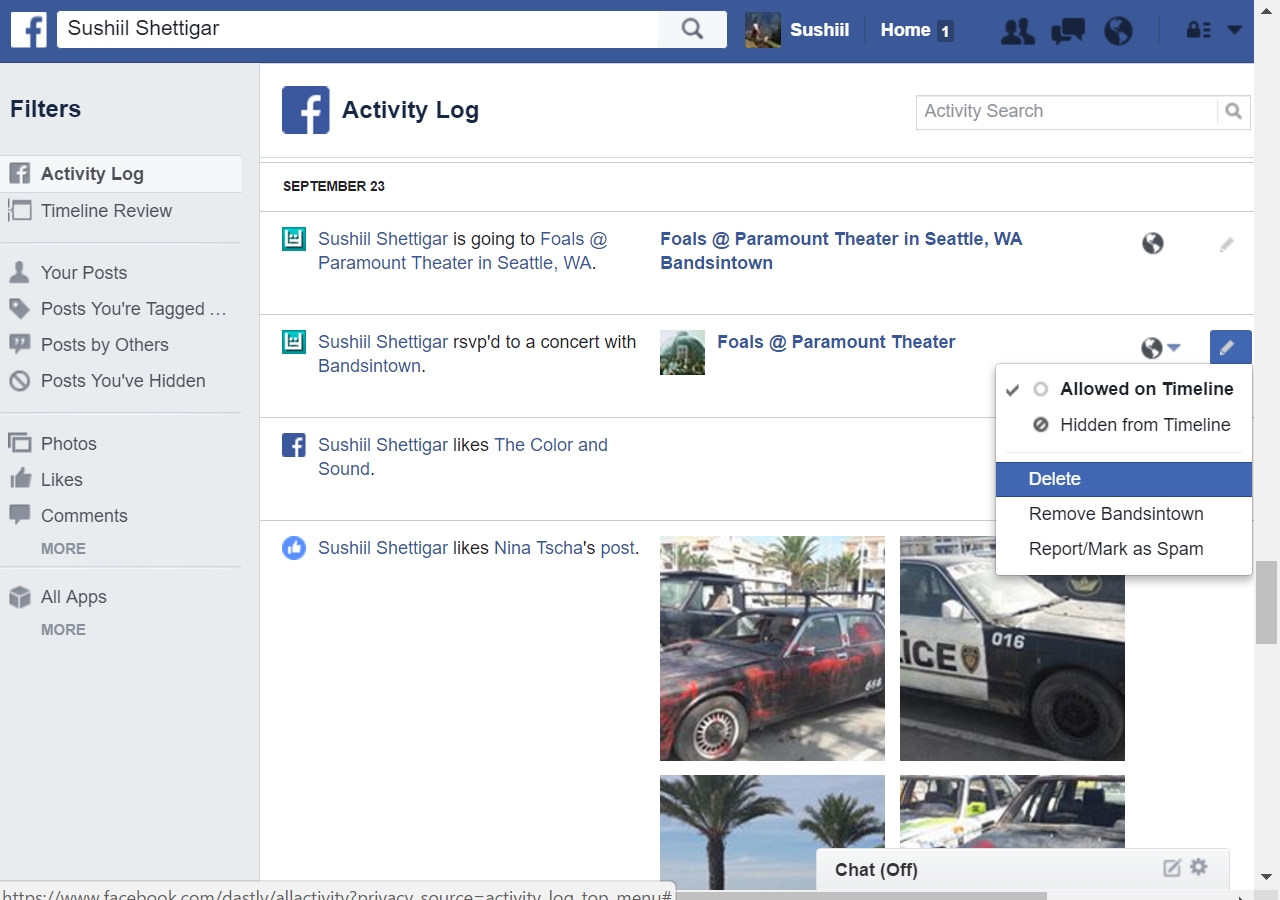 Sushiil Shettigar
Sushiil
Home 1
Filters
Activity Log
Timeline Review
Your Posts
Posts You're Tagged …
Posts by Others
Posts You've Hidden
Photos
Likes
Comments
MORE
All Apps
MORE
Activity Log
Activity Search
SEPTEMBER 23
Sushiil Shettigar is going to Foals @
Paramount Theater in Seattle, WA.
Foals @ Paramount Theater in Seattle, WA
Bandsintown
Sushiil Shettigar rsvp'd to a concert with
Bandsintown.
Foals @ Paramount Theater
Allowed on Timeline
Hidden from Timeline
Delete
Remove Bandsintown
Report/Mark as Spam
Sushiil Shettigar likes The Color and
Sound.
Sushiil Shettigar likes Nina Tscha's post.
666
LICE
016
Chat (Off)
https://www.facebook.com/dastly/allactivity?privacy_source=activity_log_top_menu#